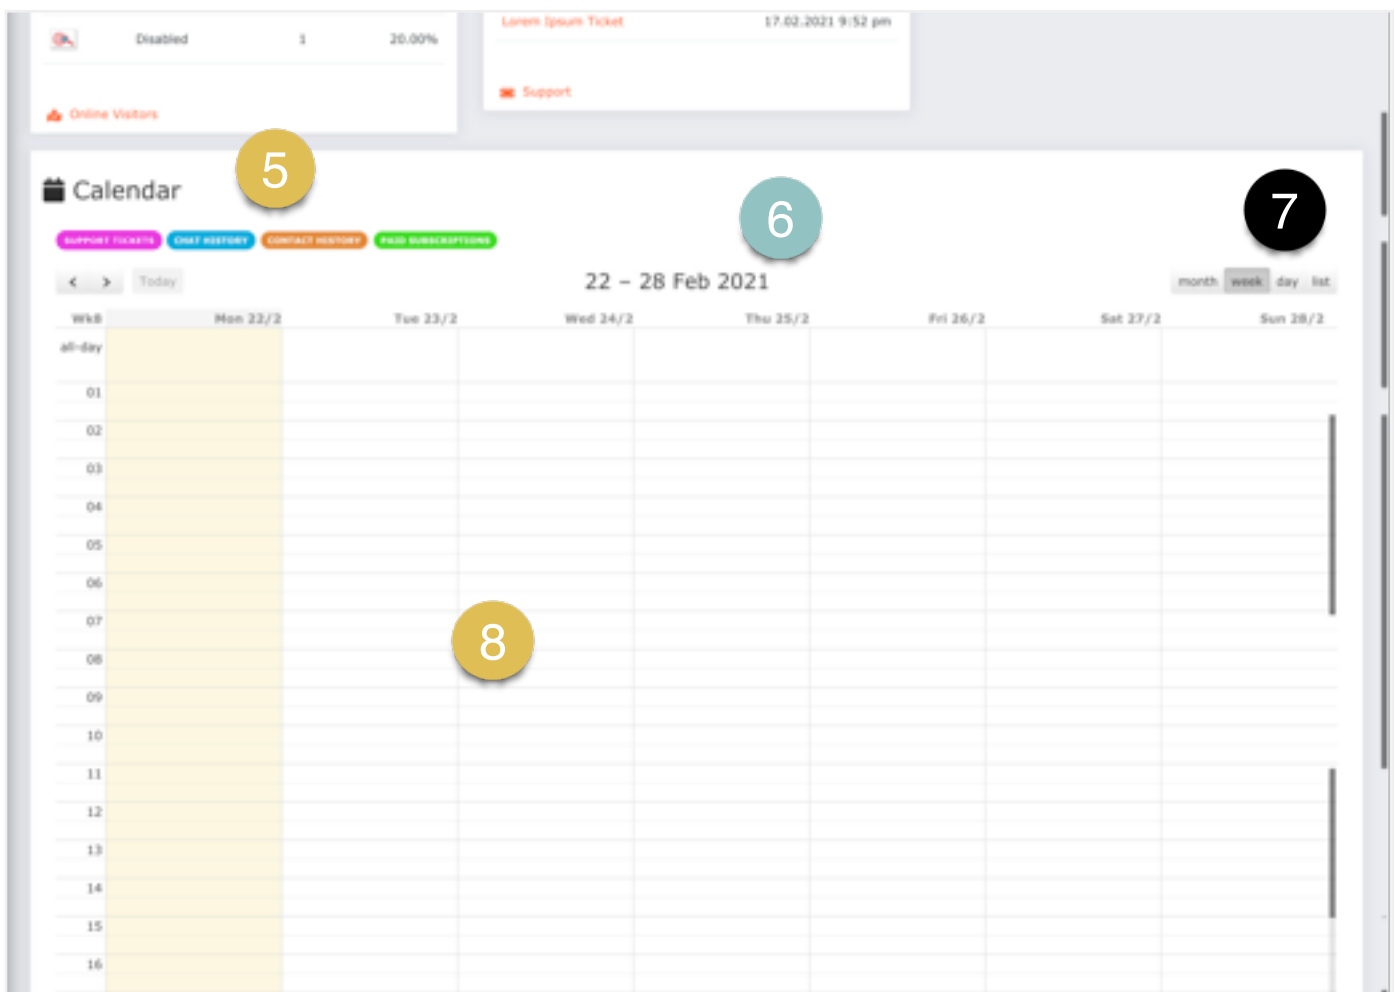 Lorem Ipsum Ticket 17.02.2021 9:52 pm
Disabled 1 20.00%
Support
Online Visitors
5
Calendar
6
7
SUPPORT TICKETS CHAT HISTORY CONTACT HISTORY PAID SUBSCRIPTIONS
< > Today 22 – 28 Feb 2021 month week day list
Wk8 Mon 22/2 Tue 23/2 Wed 24/2 Thu 25/2 Fri 26/2 Sat 27/2 Sun 28/2
all-day
01
02
03
04
05
06
07
8
08
09
10
11
12
13
14
15
16